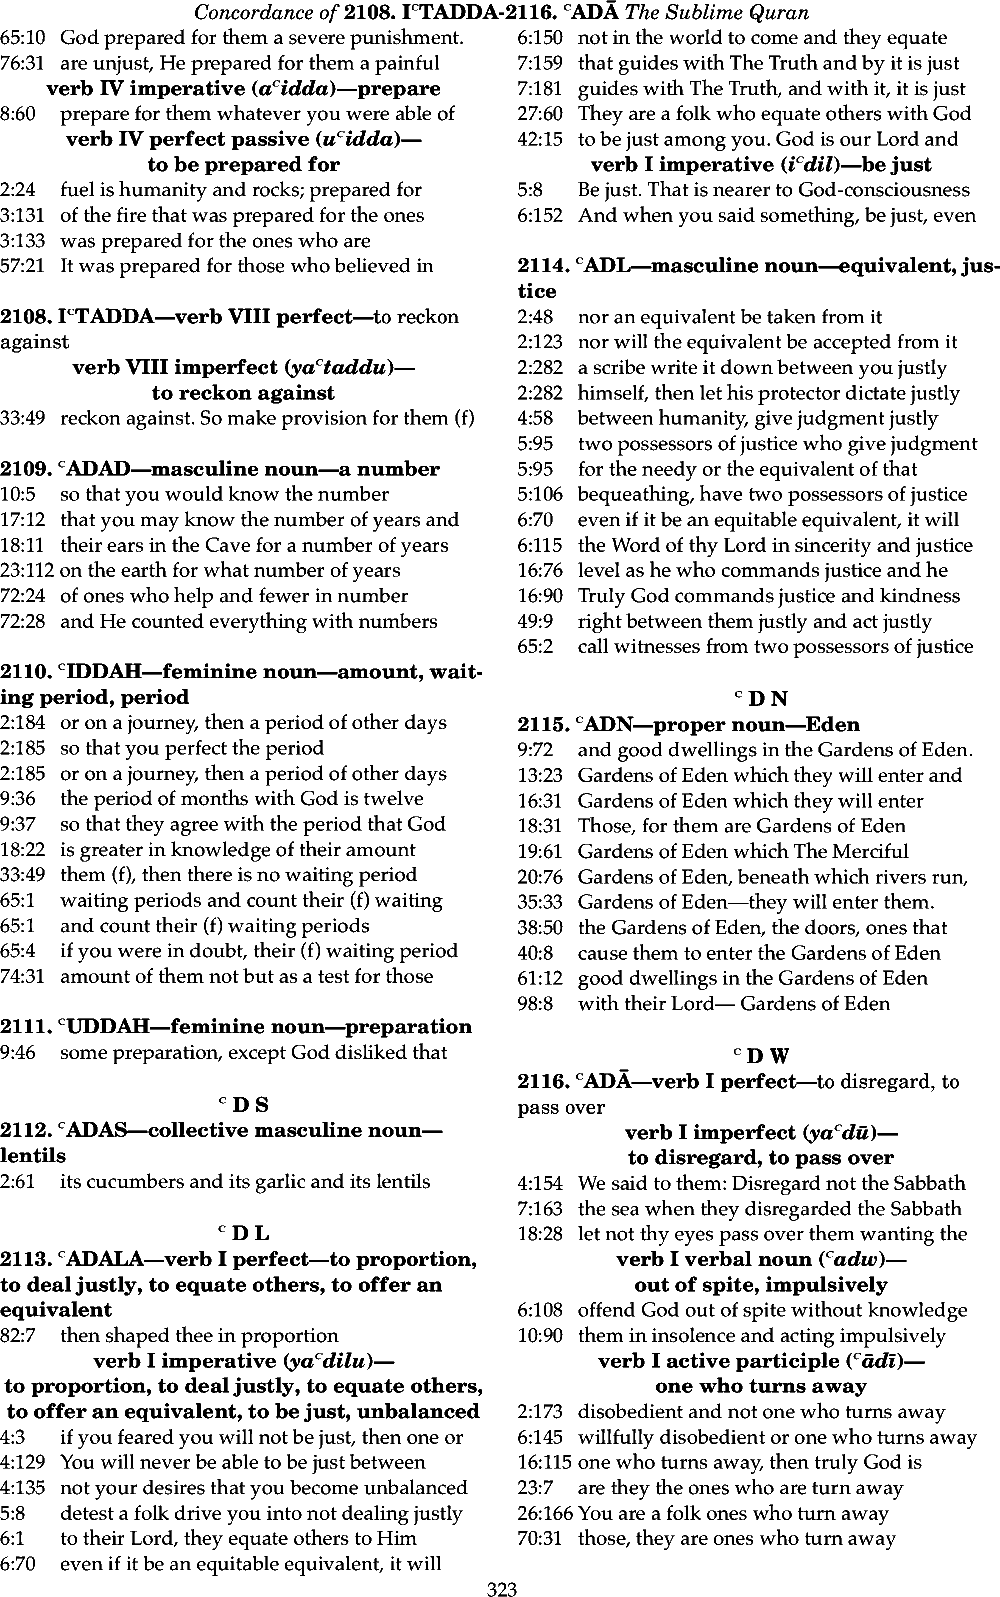 Concordance of 2108. IᶜTADDA-2116. ᶜADĀ The Sublime Quran
65:10 God prepared for them a severe punishment.
76:31 are unjust, He prepared for them a painful
verb IV imperative (aᶜidda)—prepare
8:60 prepare for them whatever you were able of
verb IV perfect passive (uᶜidda)—
to be prepared for
2:24 fuel is humanity and rocks; prepared for
3:131 of the fire that was prepared for the ones
3:133 was prepared for the ones who are
57:21 It was prepared for those who believed in
2108. IᶜTADDA—verb VIII perfect—to reckon
against
verb VIII imperfect (yaᶜtaddu)—
to reckon against
33:49 reckon against. So make provision for them (f)
2109. ᶜADAD—masculine noun—a number
10:5 so that you would know the number
17:12 that you may know the number of years and
18:11 their ears in the Cave for a number of years
23:112 on the earth for what number of years
72:24 of ones who help and fewer in number
72:28 and He counted everything with numbers
2110. ᶜIDDAH—feminine noun—amount, wait-
ing period, period
2:184 or on a journey, then a period of other days
2:185 so that you perfect the period
2:185 or on a journey, then a period of other days
9:36 the period of months with God is twelve
9:37 so that they agree with the period that God
18:22 is greater in knowledge of their amount
33:49 them (f), then there is no waiting period
65:1 waiting periods and count their (f) waiting
65:1 and count their (f) waiting periods
65:4 if you were in doubt, their (f) waiting period
74:31 amount of them not but as a test for those
2111. ᶜUDDAH—feminine noun—preparation
9:46 some preparation, except God disliked that
ᶜ D S
2112. ᶜADAS—collective masculine noun—
lentils
2:61 its cucumbers and its garlic and its lentils
ᶜ D L
2113. ᶜADALA—verb I perfect—to proportion,
to deal justly, to equate others, to offer an
equivalent
82:7 then shaped thee in proportion
verb I imperative (yaᶜdilu)—
to proportion, to deal justly, to equate others,
to offer an equivalent, to be just, unbalanced
4:3 if you feared you will not be just, then one or
4:129 You will never be able to be just between
4:135 not your desires that you become unbalanced
5:8 detest a folk drive you into not dealing justly
6:1 to their Lord, they equate others to Him
6:70 even if it be an equitable equivalent, it will
6:150 not in the world to come and they equate
7:159 that guides with The Truth and by it is just
7:181 guides with The Truth, and with it, it is just
27:60 They are a folk who equate others with God
42:15 to be just among you. God is our Lord and
verb I imperative (iᶜdil)—be just
5:8 Be just. That is nearer to God-consciousness
6:152 And when you said something, be just, even
2114. ᶜADL—masculine noun—equivalent, jus-
tice
2:48 nor an equivalent be taken from it
2:123 nor will the equivalent be accepted from it
2:282 a scribe write it down between you justly
2:282 himself, then let his protector dictate justly
4:58 between humanity, give judgment justly
5:95 two possessors of justice who give judgment
5:95 for the needy or the equivalent of that
5:106 bequeathing, have two possessors of justice
6:70 even if it be an equitable equivalent, it will
6:115 the Word of thy Lord in sincerity and justice
16:76 level as he who commands justice and he
16:90 Truly God commands justice and kindness
49:9 right between them justly and act justly
65:2 call witnesses from two possessors of justice
ᶜ D N
2115. ᶜADN—proper noun—Eden
9:72 and good dwellings in the Gardens of Eden.
13:23 Gardens of Eden which they will enter and
16:31 Gardens of Eden which they will enter
18:31 Those, for them are Gardens of Eden
19:61 Gardens of Eden which The Merciful
20:76 Gardens of Eden, beneath which rivers run,
35:33 Gardens of Eden—they will enter them.
38:50 the Gardens of Eden, the doors, ones that
40:8 cause them to enter the Gardens of Eden
61:12 good dwellings in the Gardens of Eden
98:8 with their Lord— Gardens of Eden
ᶜ D W
2116. ᶜADĀ—verb I perfect—to disregard, to
pass over
verb I imperfect (yaᶜdū)—
to disregard, to pass over
4:154 We said to them: Disregard not the Sabbath
7:163 the sea when they disregarded the Sabbath
18:28 let not thy eyes pass over them wanting the
verb I verbal noun (ᶜadw)—
out of spite, impulsively
6:108 offend God out of spite without knowledge
10:90 them in insolence and acting impulsively
verb I active participle (ᶜādī)—
one who turns away
2:173 disobedient and not one who turns away
6:145 willfully disobedient or one who turns away
16:115 one who turns away, then truly God is
23:7 are they the ones who are turn away
26:166 You are a folk ones who turn away
70:31 those, they are ones who turn away
323